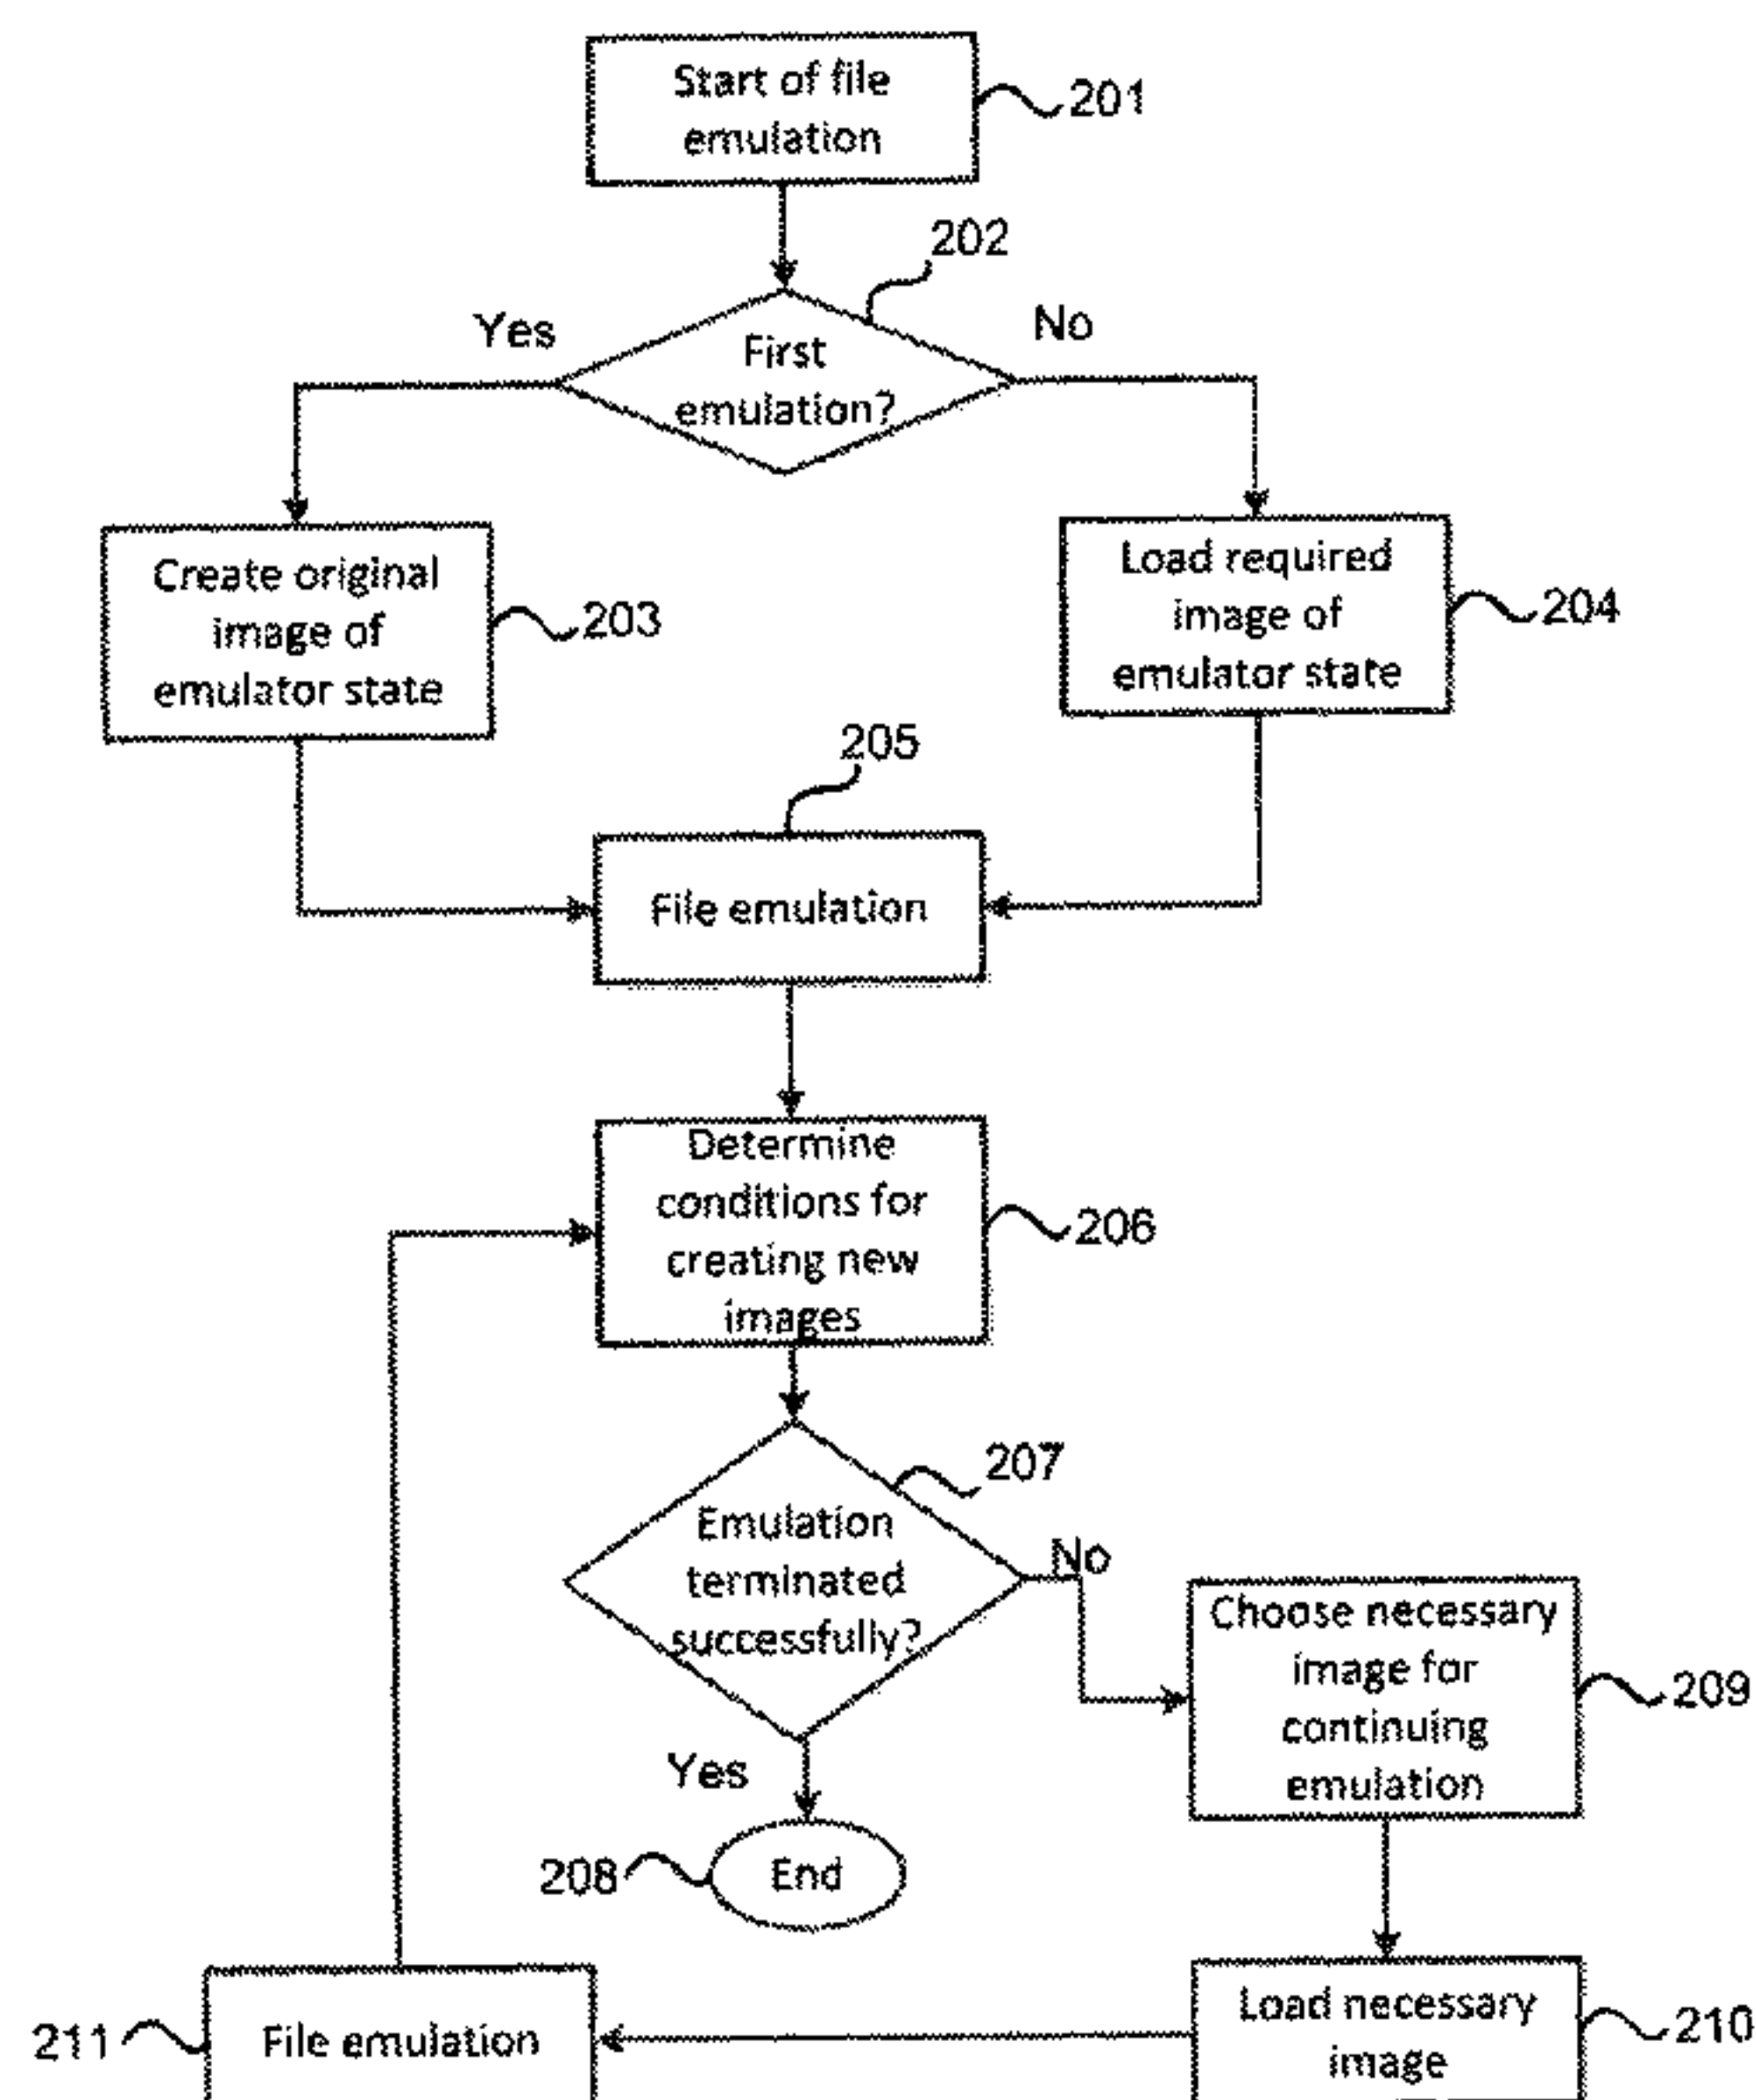 Start of file
emulation
201
202
Yes
No
First
emulation?
Create original
image of
emulator state
203
Load required
image of
emulator state
204
205
File emulation
Determine
conditions for
creating new
images
206
207
Emulation
terminated
successfully?
No
Choose necessary
image for
continuing
emulation
209
Yes
208
End
211
File emulation
Load necessary
image
210